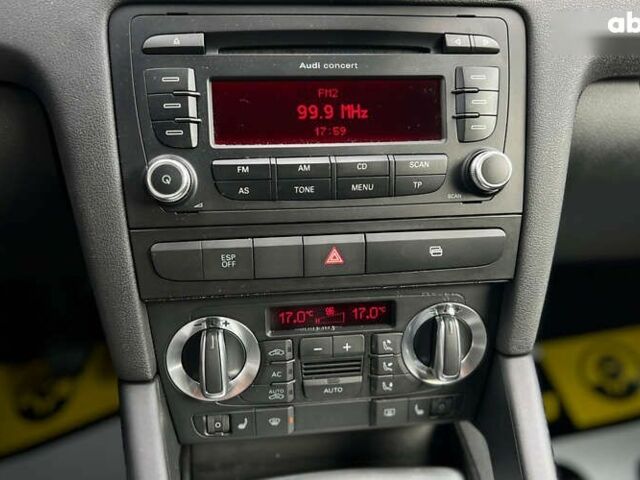 ab
Audi concert
FM2
99.9 MHz
17:59
FM AM CD SCAN
AS TONE MENU TP
SCAN
ESP OFF
17.0°C 17.0°C
AC
AUTO
AUTO